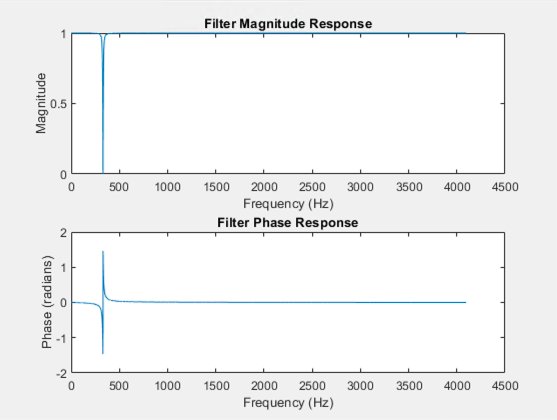 Filter Magnitude Response
1
0.5
0
Magnitude
0 500 1000 1500 2000 2500 3000 3500 4000 4500
Frequency (Hz)
Filter Phase Response
2
1
0
-1
-2
Phase (radians)
0 500 1000 1500 2000 2500 3000 3500 4000 4500
Frequency (Hz)